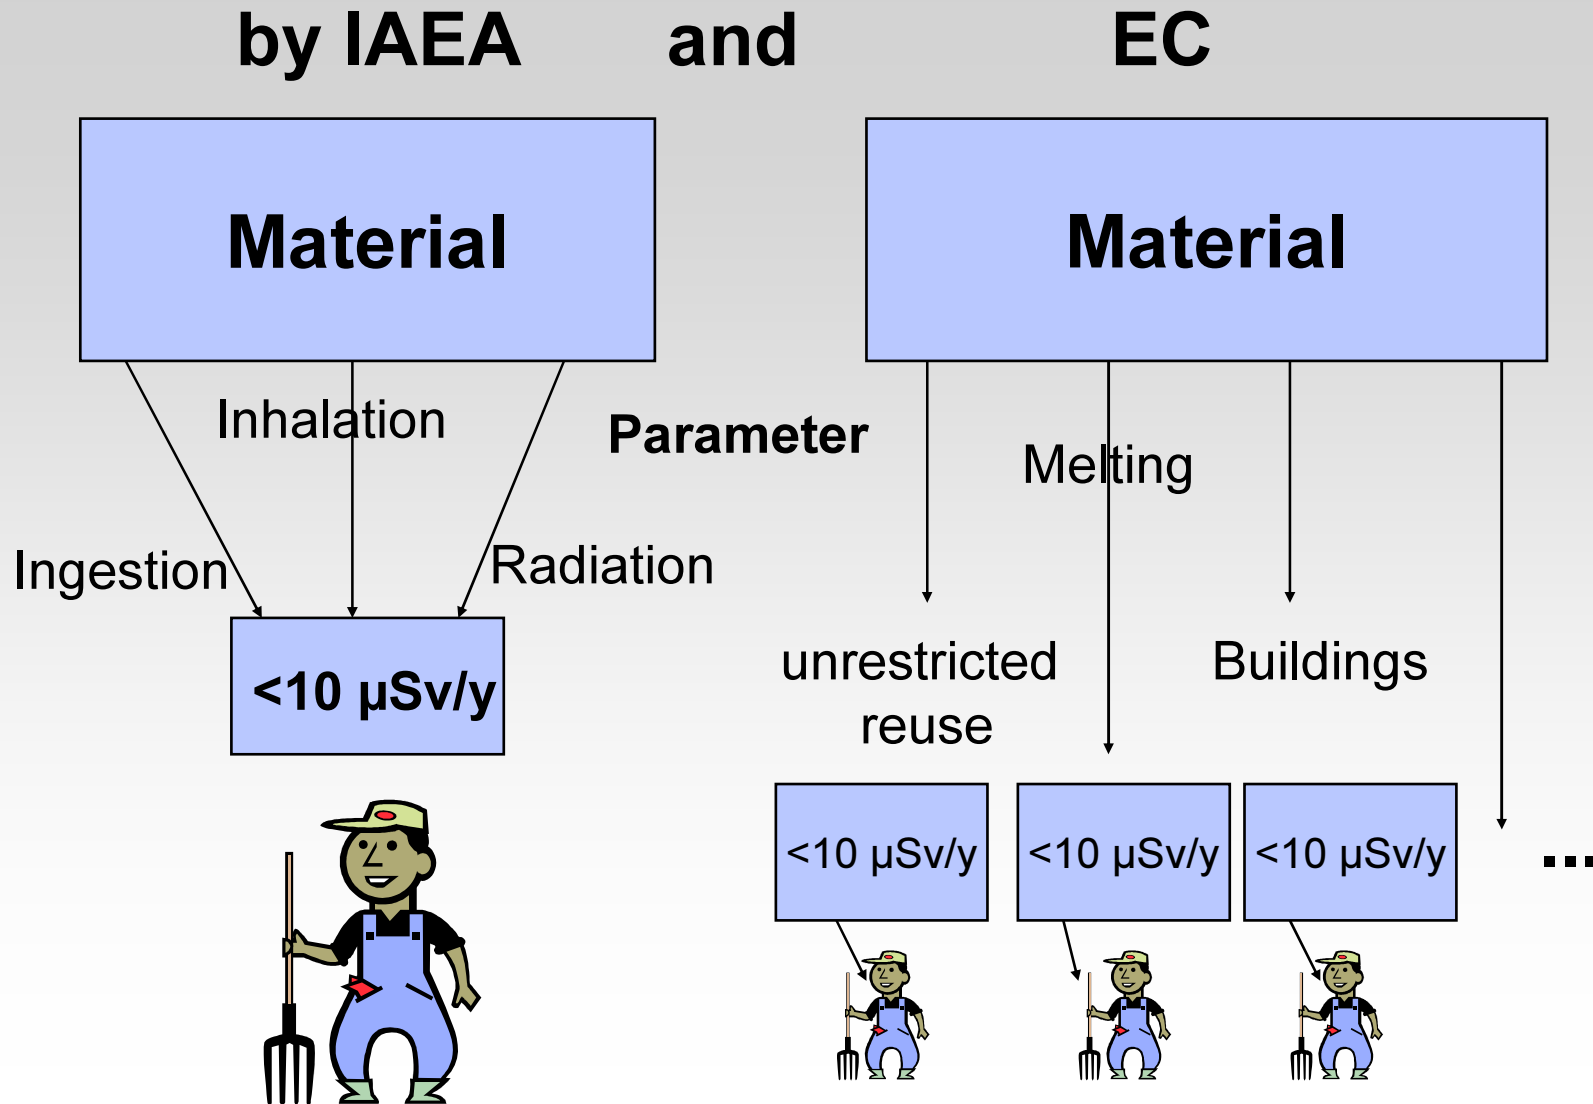 by IAEA and EC
Material
Material
Inhalation
Parameter
Melting
Ingestion
Radiation
<10 µSv/y
unrestricted
reuse
Buildings
<10 µSv/y
<10 µSv/y
<10 µSv/y
...